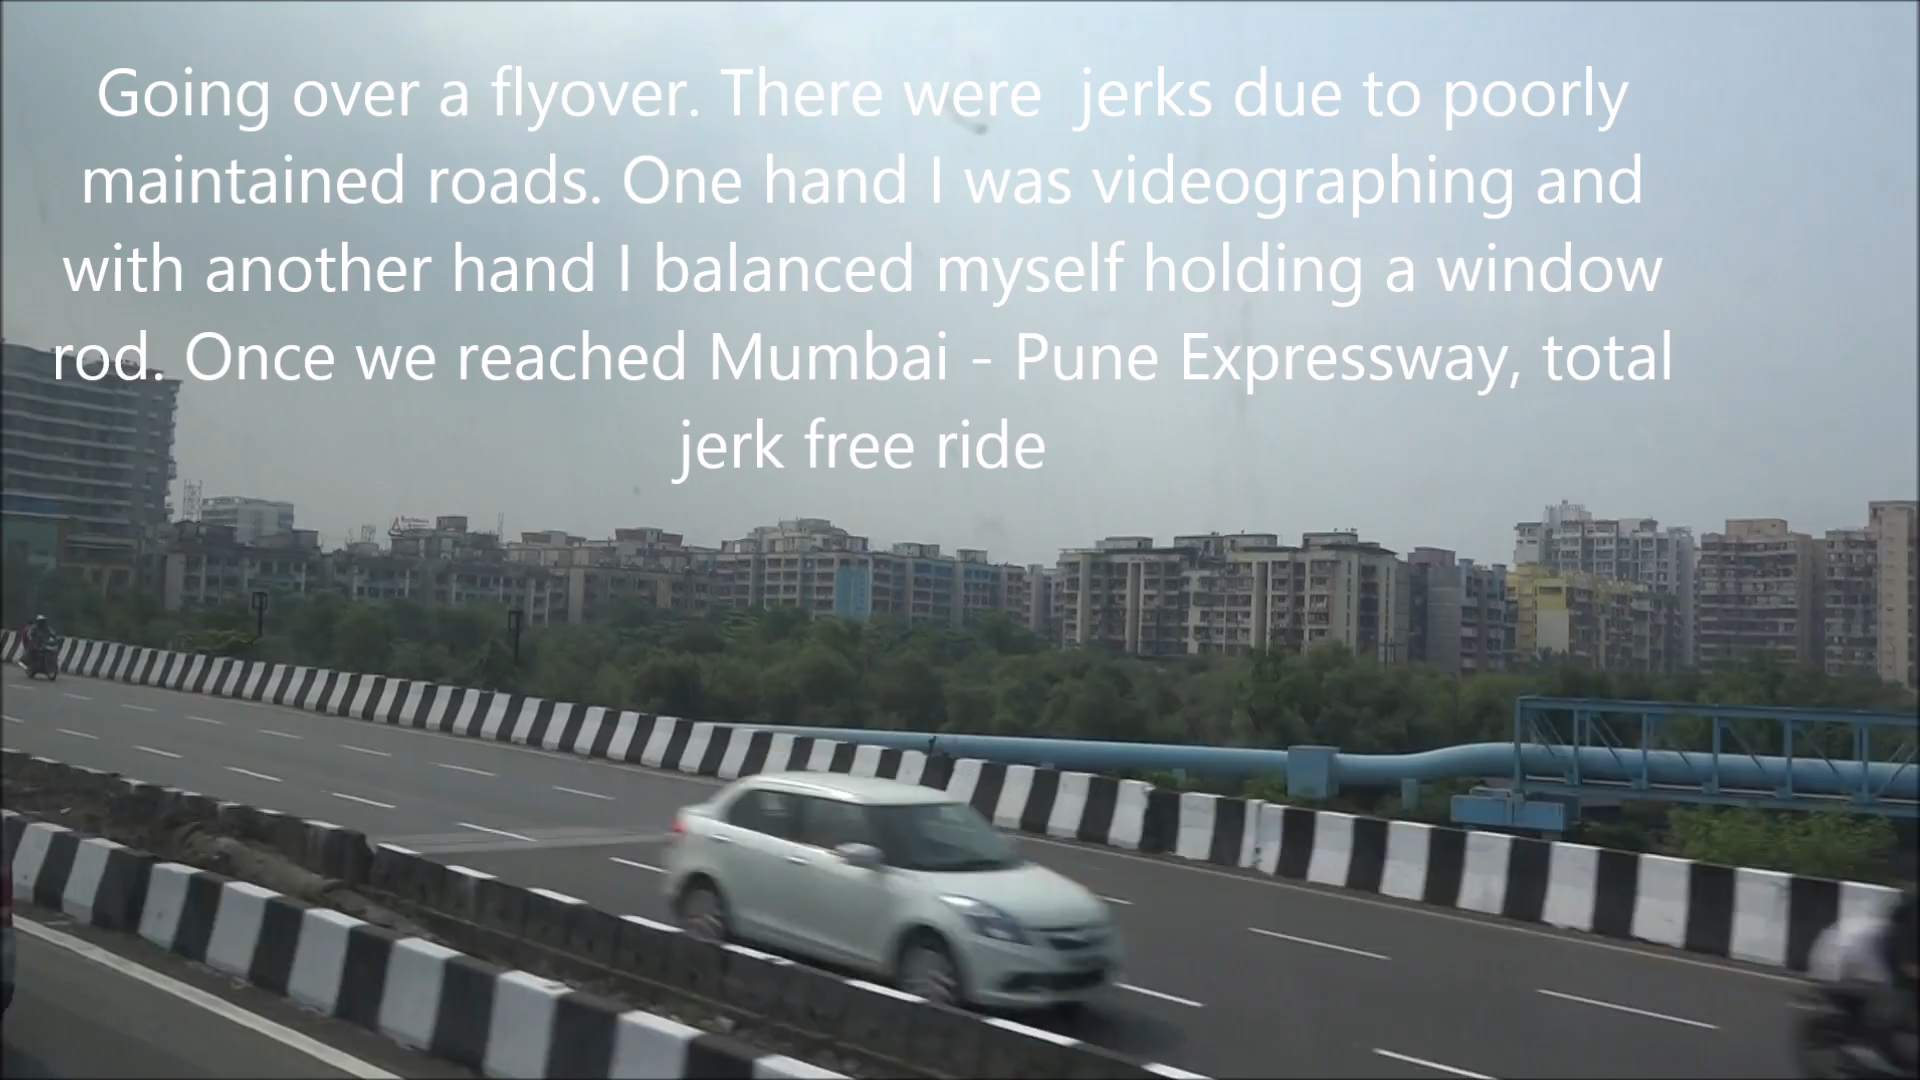 Going over a flyover. There were  jerks due to poorly
maintained roads. One hand I was videographing and
with another hand I balanced myself holding a window
rod. Once we reached Mumbai - Pune Expressway, total
jerk free ride